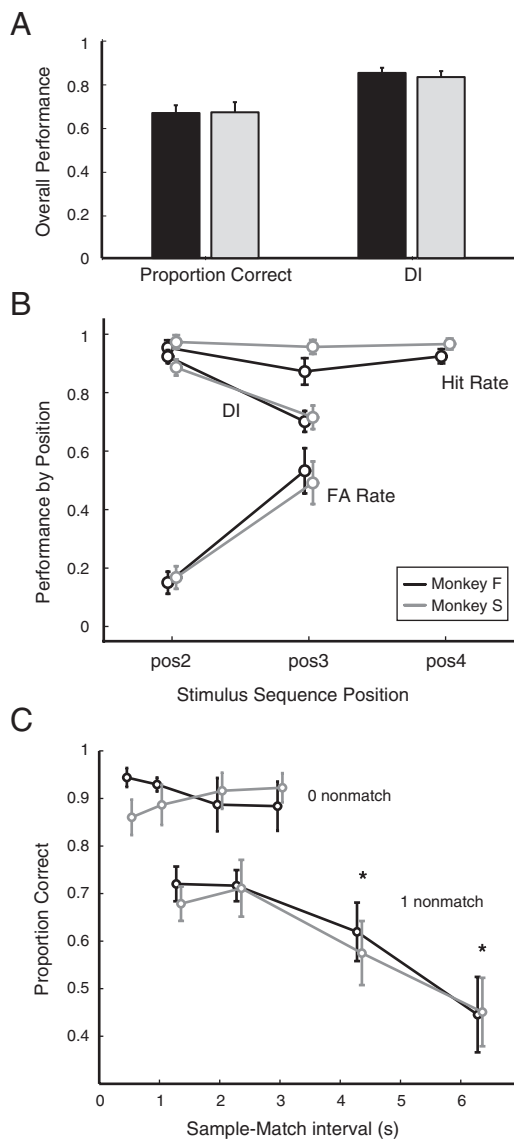 A
Overall Performance
1
0.8
0.6
0.4
0.2
0
Proportion Correct
DI
B
Performance by Position
1
0.8
0.6
0.4
0.2
0
Hit Rate
DI
FA Rate
Monkey F
Monkey S
pos2
pos3
pos4
Stimulus Sequence Position
C
Proportion Correct
1
0.9
0.8
0.7
0.6
0.5
0.4
0 nonmatch
*
1 nonmatch
*
0 1 2 3 4 5 6
Sample-Match interval (s)